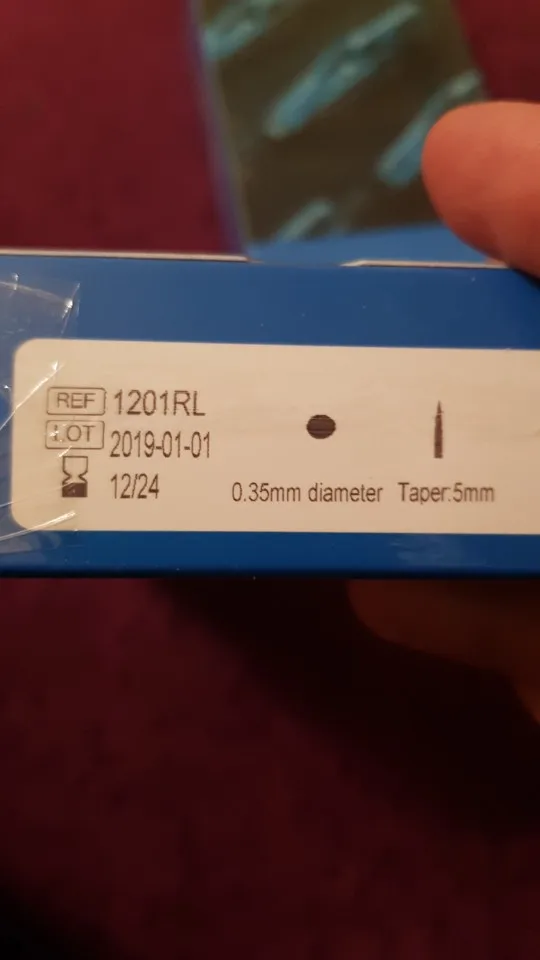 REF 1201RL
LOT 2019-01-01
12/24
0.35mm diameter
Taper:5mm